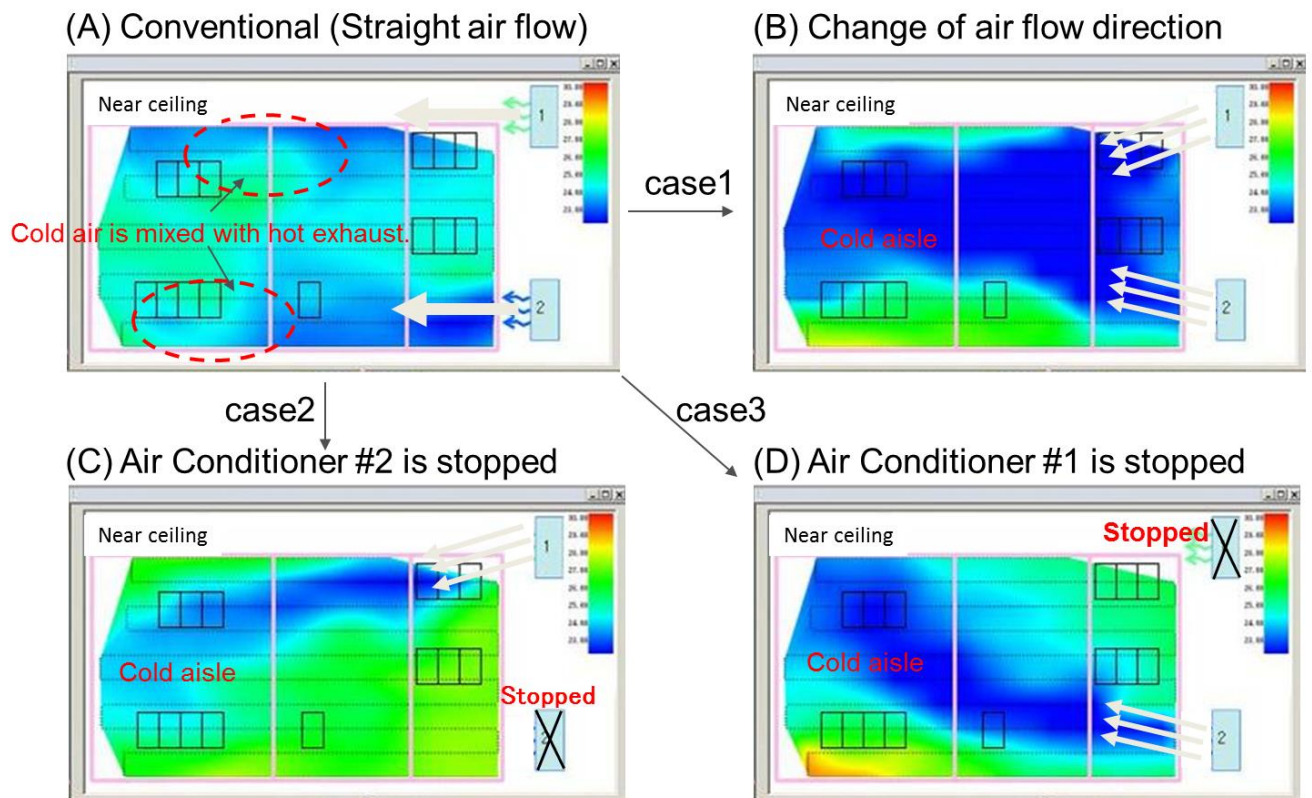 (A) Conventional (Straight air flow)
(B) Change of air flow direction
Near ceiling
1
Cold air is mixed with hot exhaust.
2
case1
Near ceiling
1
Cold aisle
2
case2
case3
(C) Air Conditioner #2 is stopped
(D) Air Conditioner #1 is stopped
Near ceiling
1
Cold aisle
Stopped
2
Near ceiling
Stopped
Cold aisle
2